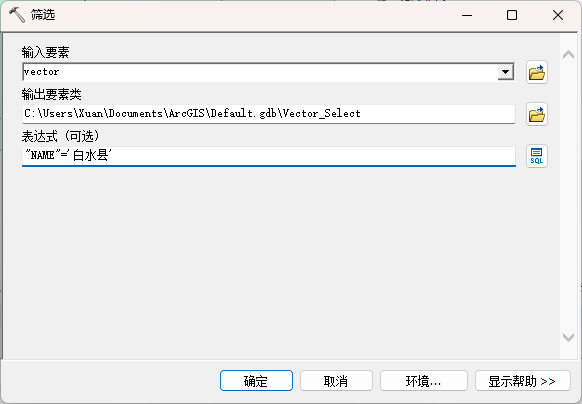 筛选
输入要素
vector
输出要素类
C:\Users\Xuan\Documents\ArcGIS\Default.gdb\Vector_Select
表达式 (可选)
"NAME"='白水县'
SQL
确定 取消 环境... 显示帮助 >>